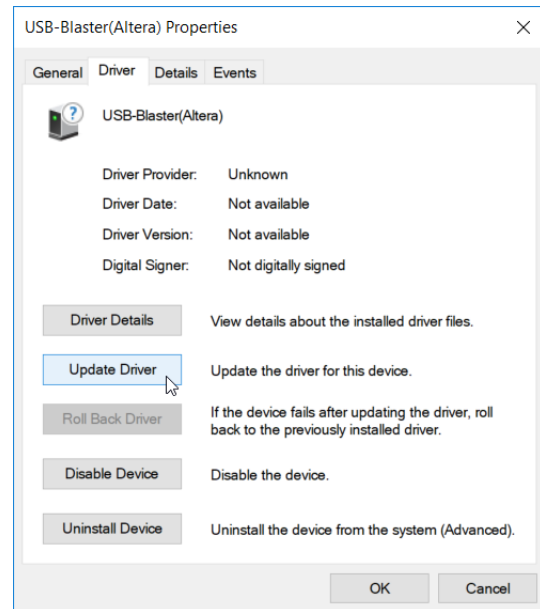 USB-Blaster(Altera) Properties
General Driver Details Events
USB-Blaster(Altera)
Driver Provider: Unknown
Driver Date: Not available
Driver Version: Not available
Digital Signer: Not digitally signed
Driver Details View details about the installed driver files.
Update Driver Update the driver for this device.
Roll Back Driver If the device fails after updating the driver, roll
back to the previously installed driver.
Disable Device Disable the device.
Uninstall Device Uninstall the device from the system (Advanced).
OK Cancel